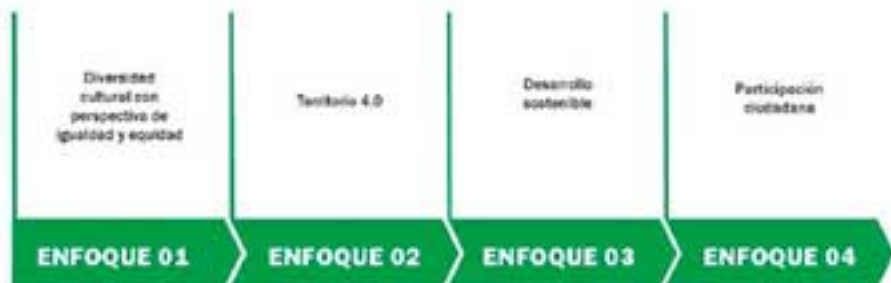 Diversidad
cultural con
perspectiva de
igualdad y equidad
Territorio 4.0
Desarrollo
sostenible
Participación
ciudadana
ENFOQUE 01
ENFOQUE 02
ENFOQUE 03
ENFOQUE 04